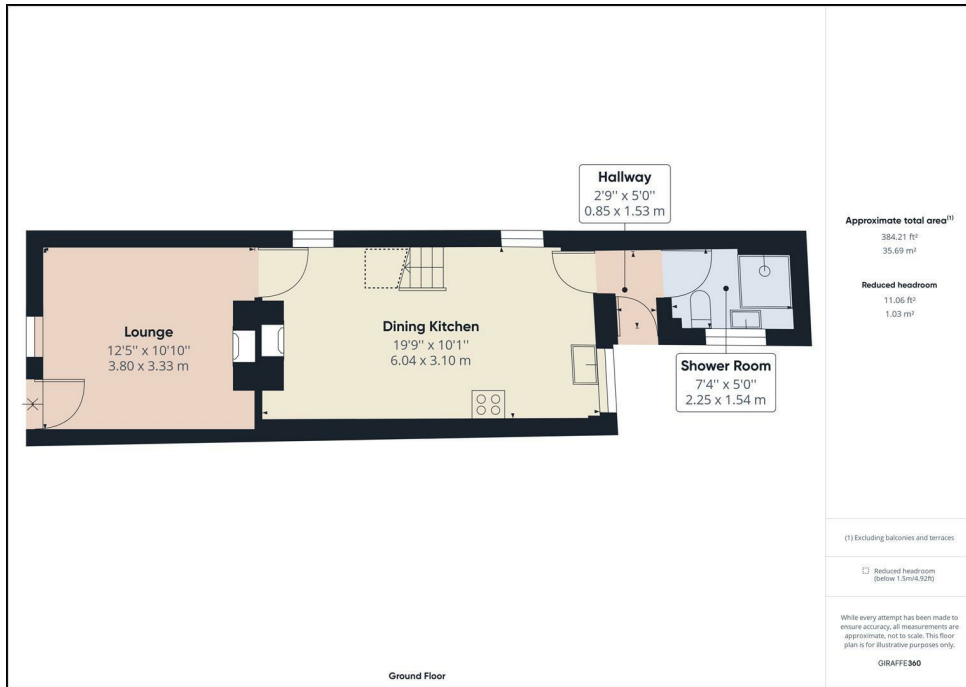 Hallway
2'9'' x 5'0''
0.85 x 1.53 m
Lounge
12'5'' x 10'10''
3.80 x 3.33 m
Dining Kitchen
19'9'' x 10'1''
6.04 x 3.10 m
Shower Room
7'4'' x 5'0''
2.25 x 1.54 m
Ground Floor
Approximate total area(1)
384.21 ft²
35.69 m²
Reduced headroom
11.06 ft²
1.03 m²
(1) Excluding balconies and terraces
Reduced headroom
(below 1.5m/4.92ft)
While every attempt has been made to
ensure accuracy, all measurements are
approximate, not to scale. This floor
plan is for illustrative purposes only.
GIRAFFE360